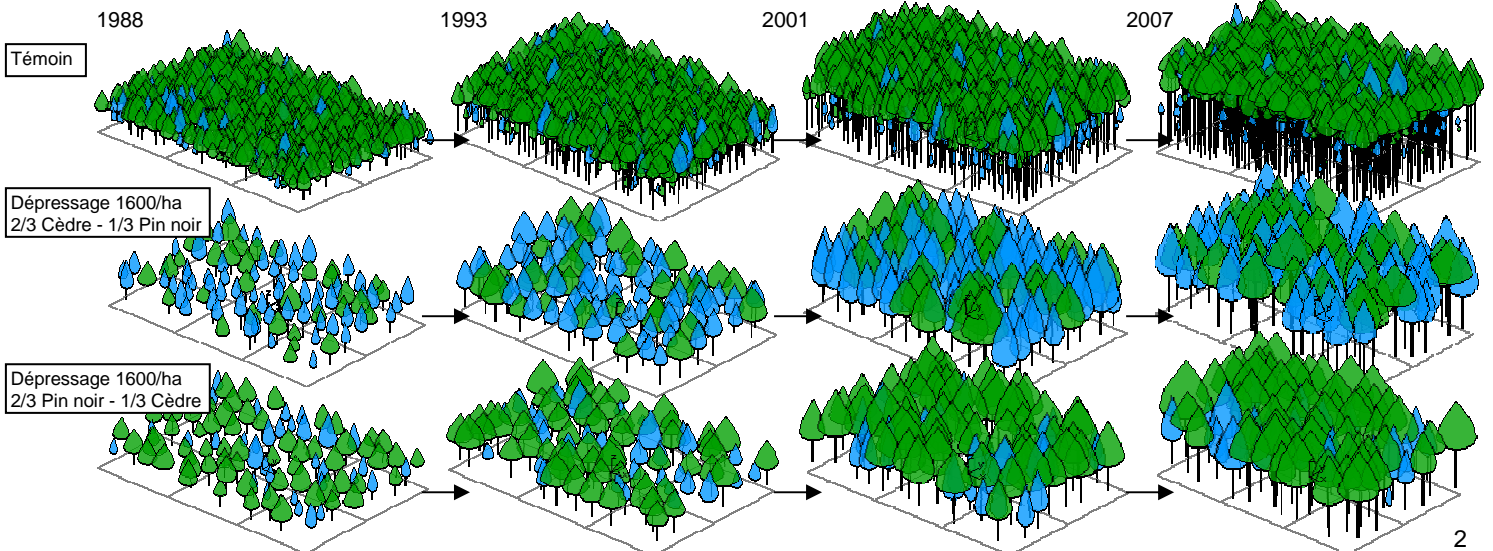 1988
1993
2001
2007
Témoin
Dépressage 1600/ha
2/3 Cèdre - 1/3 Pin noir
Dépressage 1600/ha
2/3 Pin noir - 1/3 Cèdre
2